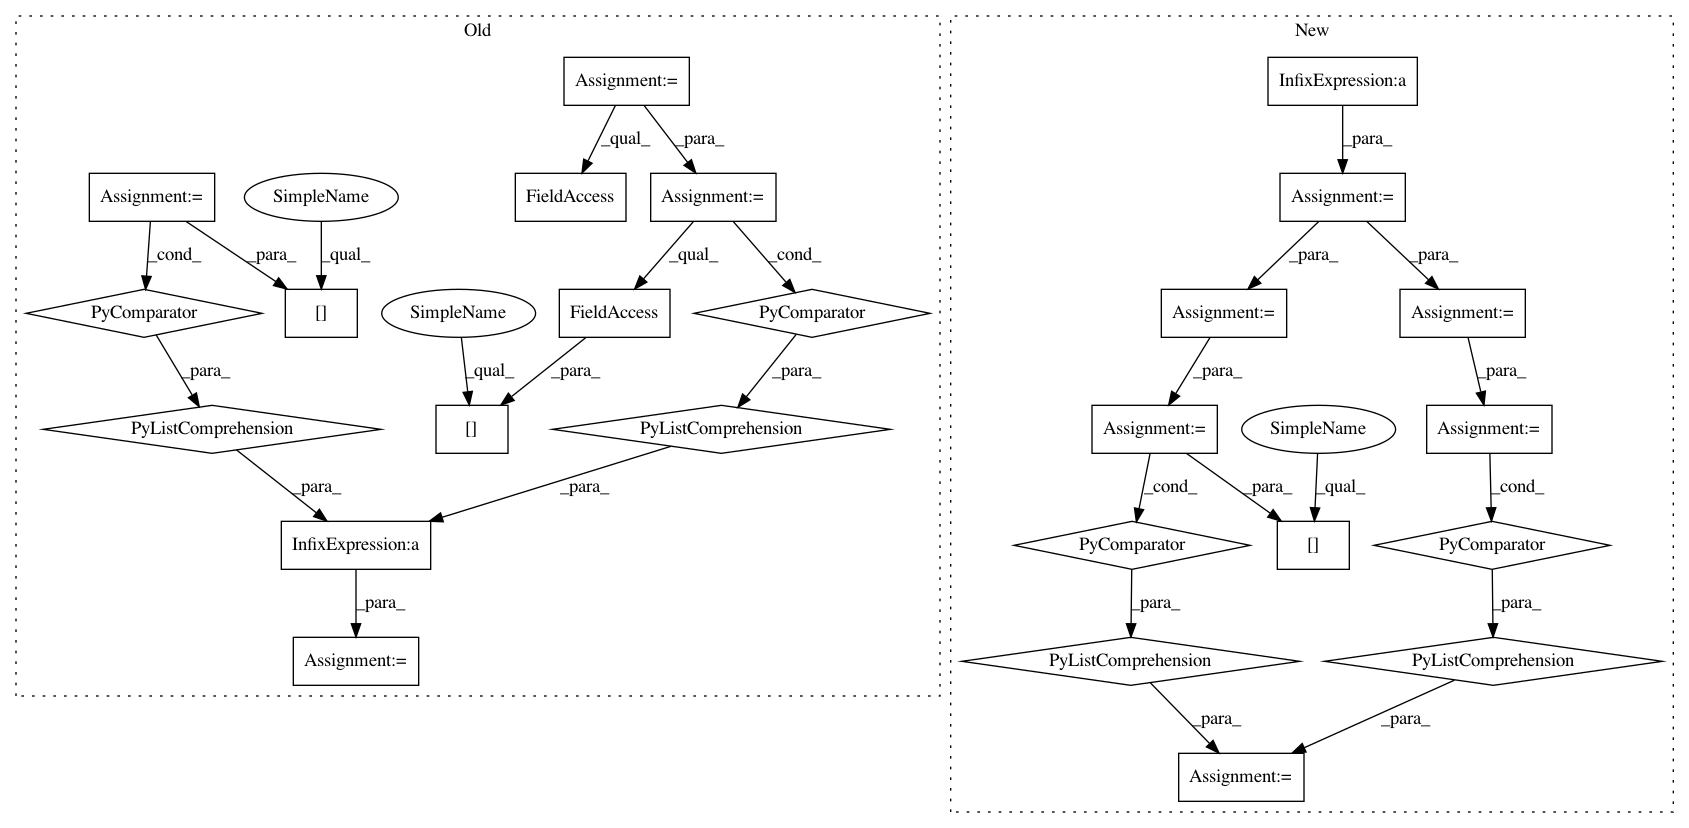 Old
New
Assignment:=
InfixExpression:a
_qual_
_para_
_para_
Assignment:=
SimpleName
FieldAccess
Assignment:=
Assignment:=
_cond_
_para_
_qual_
_qual_
_cond_
_para_
_para_
PyComparator
[]
SimpleName
FieldAccess
PyComparator
Assignment:=
Assignment:=
_para_
_qual_
_para_
_para_
_para_
_para_
PyListComprehension
[]
PyListComprehension
Assignment:=
SimpleName
Assignment:=
_para_
_para_
_cond_
_para_
_qual_
_cond_
InfixExpression:a
PyComparator
[]
PyComparator
_para_
_para_
_para_
Assignment:=
PyListComprehension
PyListComprehension
_para_
_para_
Assignment:=